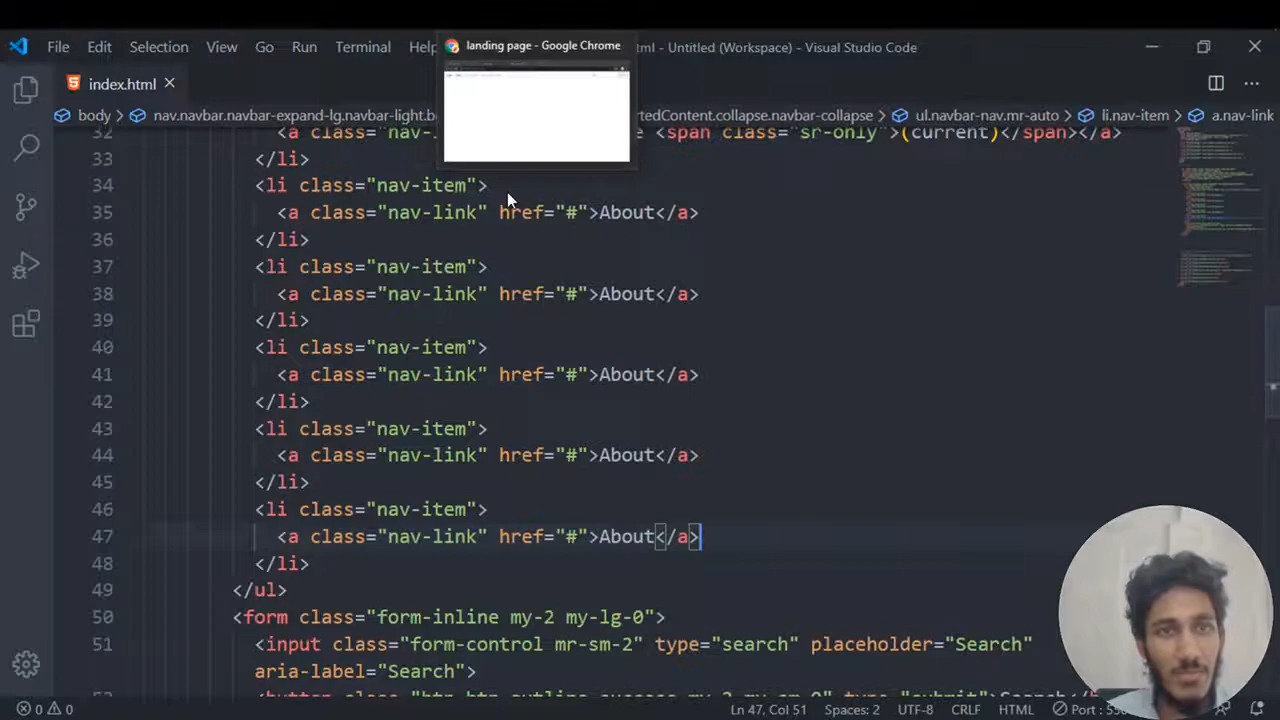 File Edit Selection View Go Run Terminal Help
landing page - Google Chrome
- Untitled (Workspace) - Visual Studio Code
index.html
body nav.navbar.navbar-expand-lg.navbar-light. ul.navbar-nav.mr-auto li.nav-item a.nav-link
32 <a class="nav- <span class="sr-only">(current)</span></a>
33 </li>
34 <li class="nav-item">
35 <a class="nav-link" href="#">About</a>
36 </li>
37 <li class="nav-item">
38 <a class="nav-link" href="#">About</a>
39 </li>
40 <li class="nav-item">
41 <a class="nav-link" href="#">About</a>
42 </li>
43 <li class="nav-item">
44 <a class="nav-link" href="#">About</a>
45 </li>
46 <li class="nav-item">
47 <a class="nav-link" href="#">About</a>
48 </li>
49 </ul>
50 <form class="form-inline my-2 my-lg-0">
51 <input class="form-control mr-sm-2" type="search" placeholder="Search"
aria-label="Search">
0 0 Ln 47, Col 51 Spaces: 2 UTF-8 CRLF HTML Port :